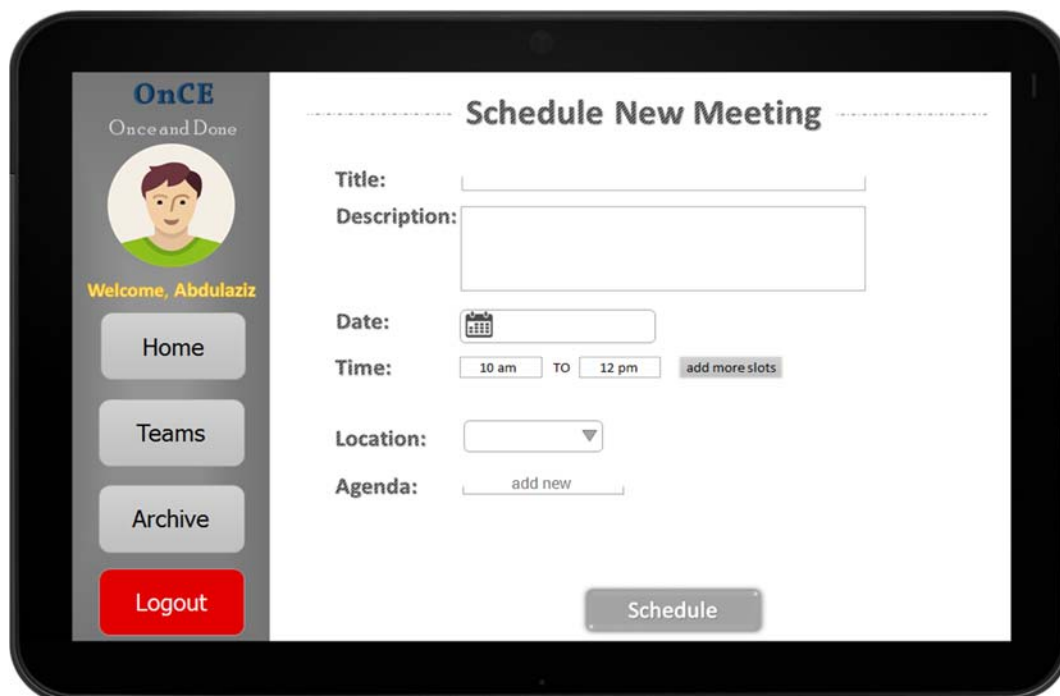 OnCE
Once and Done
Welcome, Abdulaziz
Home
Teams
Archive
Logout
Schedule New Meeting
Title:
Description:
Date:
Time: 10 am TO 12 pm add more slots
Location:
Agenda: add new
Schedule